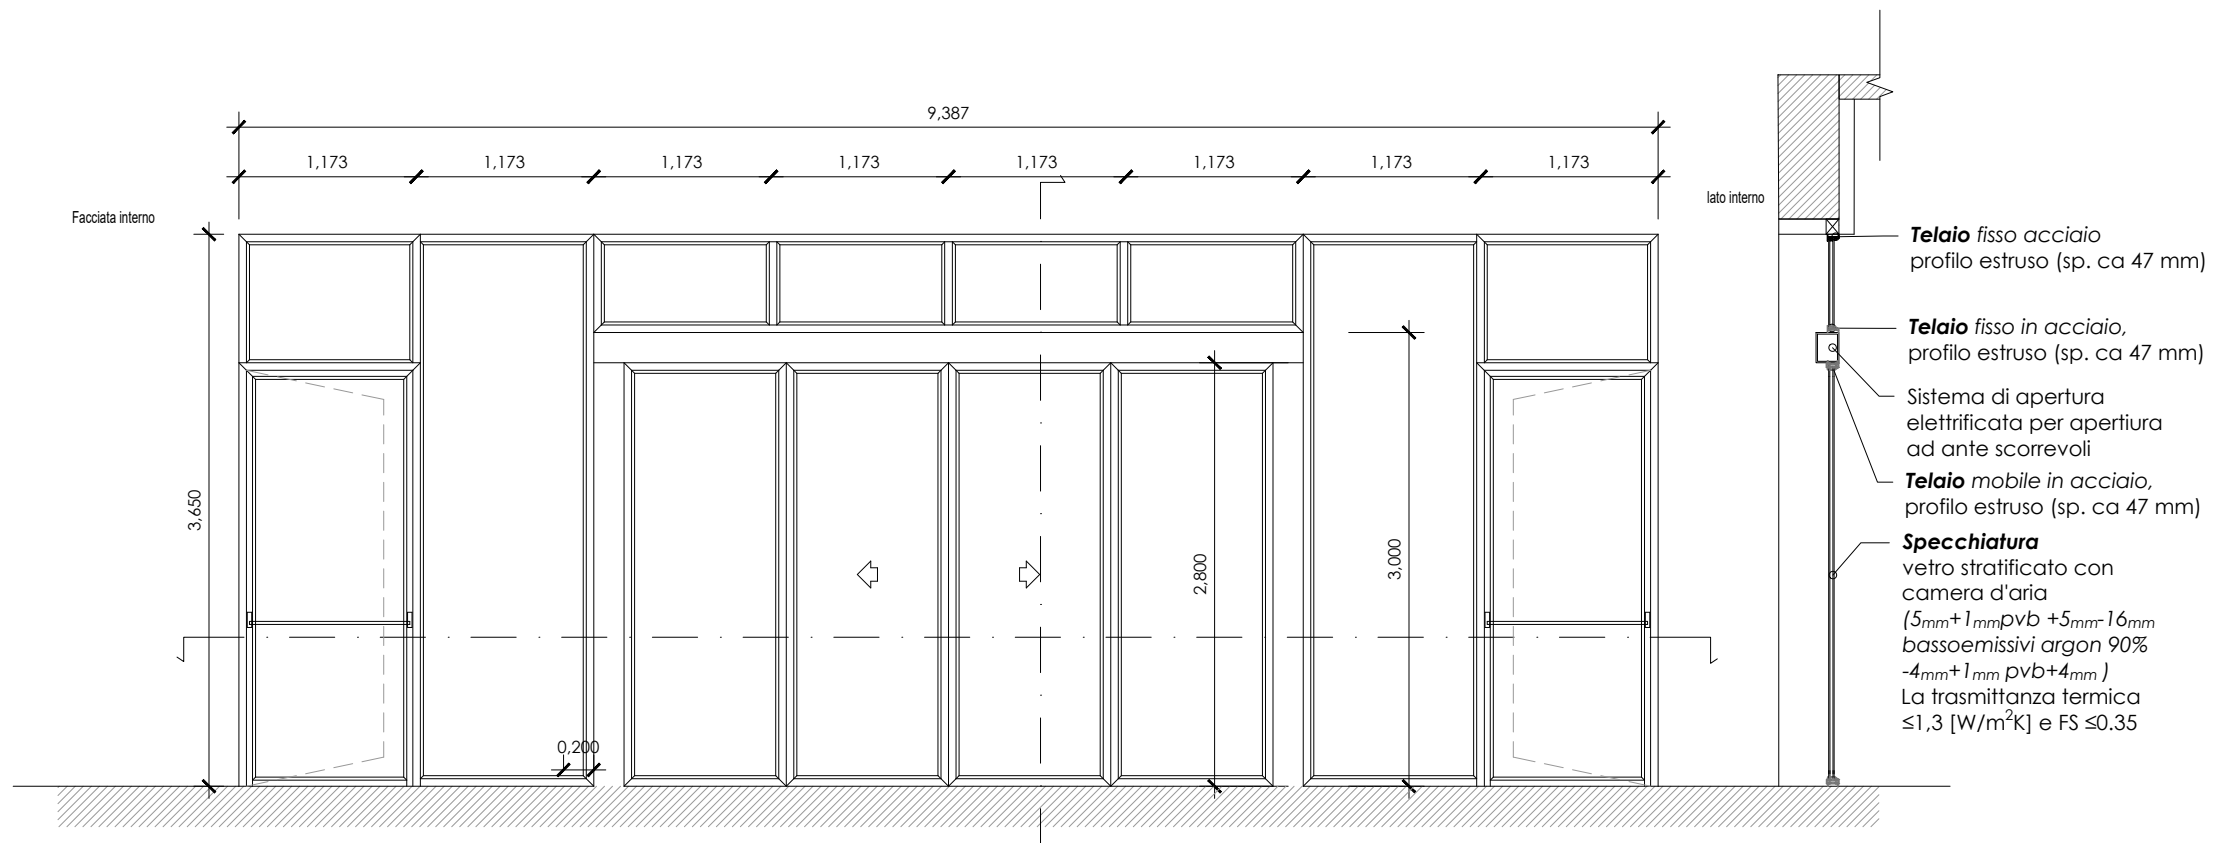 9,387
1,173 1,173 1,173 1,173 1,173 1,173 1,173 1,173
Facciata interno
lato interno
3,650
0,200
2,800
3,000
Telaio fisso acciaio
profilo estruso (sp. ca 47 mm)
Telaio fisso in acciaio,
profilo estruso (sp. ca 47 mm)
Sistema di apertura
elettrificata per apertiura
ad ante scorrevoli
Telaio mobile in acciaio,
profilo estruso (sp. ca 47 mm)
Specchiatura
vetro stratificato con
camera d'aria
(5mm+1mmpvb +5mm-16mm
bassoemissivi argon 90%
-4mm+1mm pvb+4mm )
La trasmittanza termica
≤1,3 [W/m²K] e FS ≤0.35